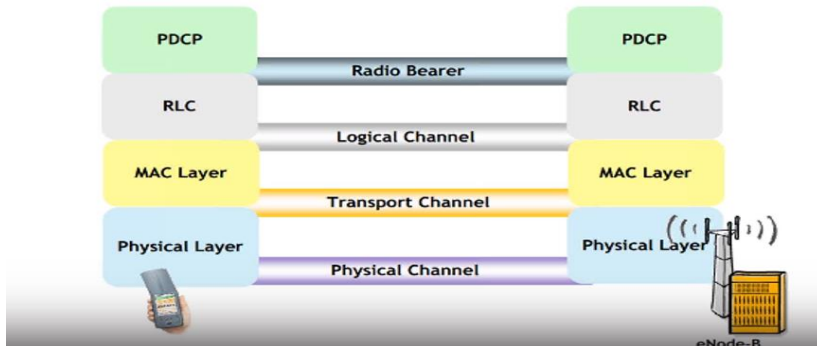 PDCP
PDCP
Radio Bearer
RLC
RLC
Logical Channel
MAC Layer
MAC Layer
Transport Channel
Physical Layer
Physical Layer
Physical Channel
eNode-B